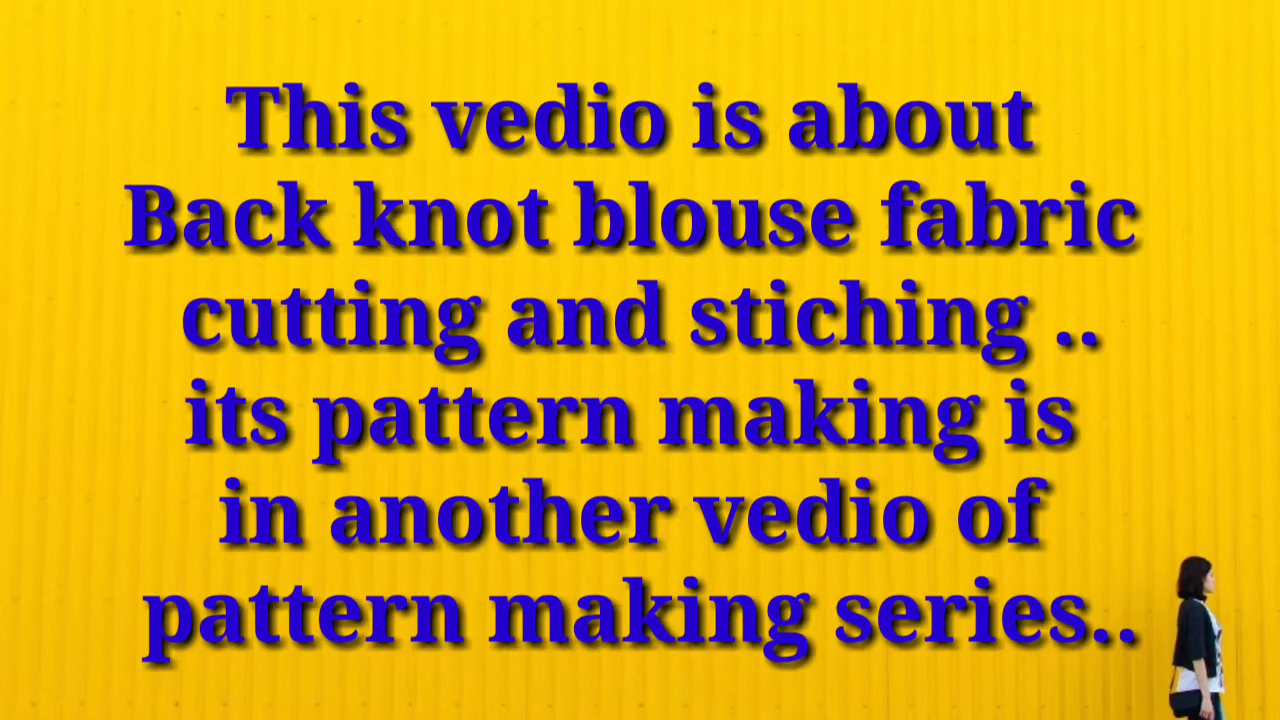 This vedio is about
Back knot blouse fabric
cutting and stiching ..
its pattern making is
in another vedio of
pattern making series..